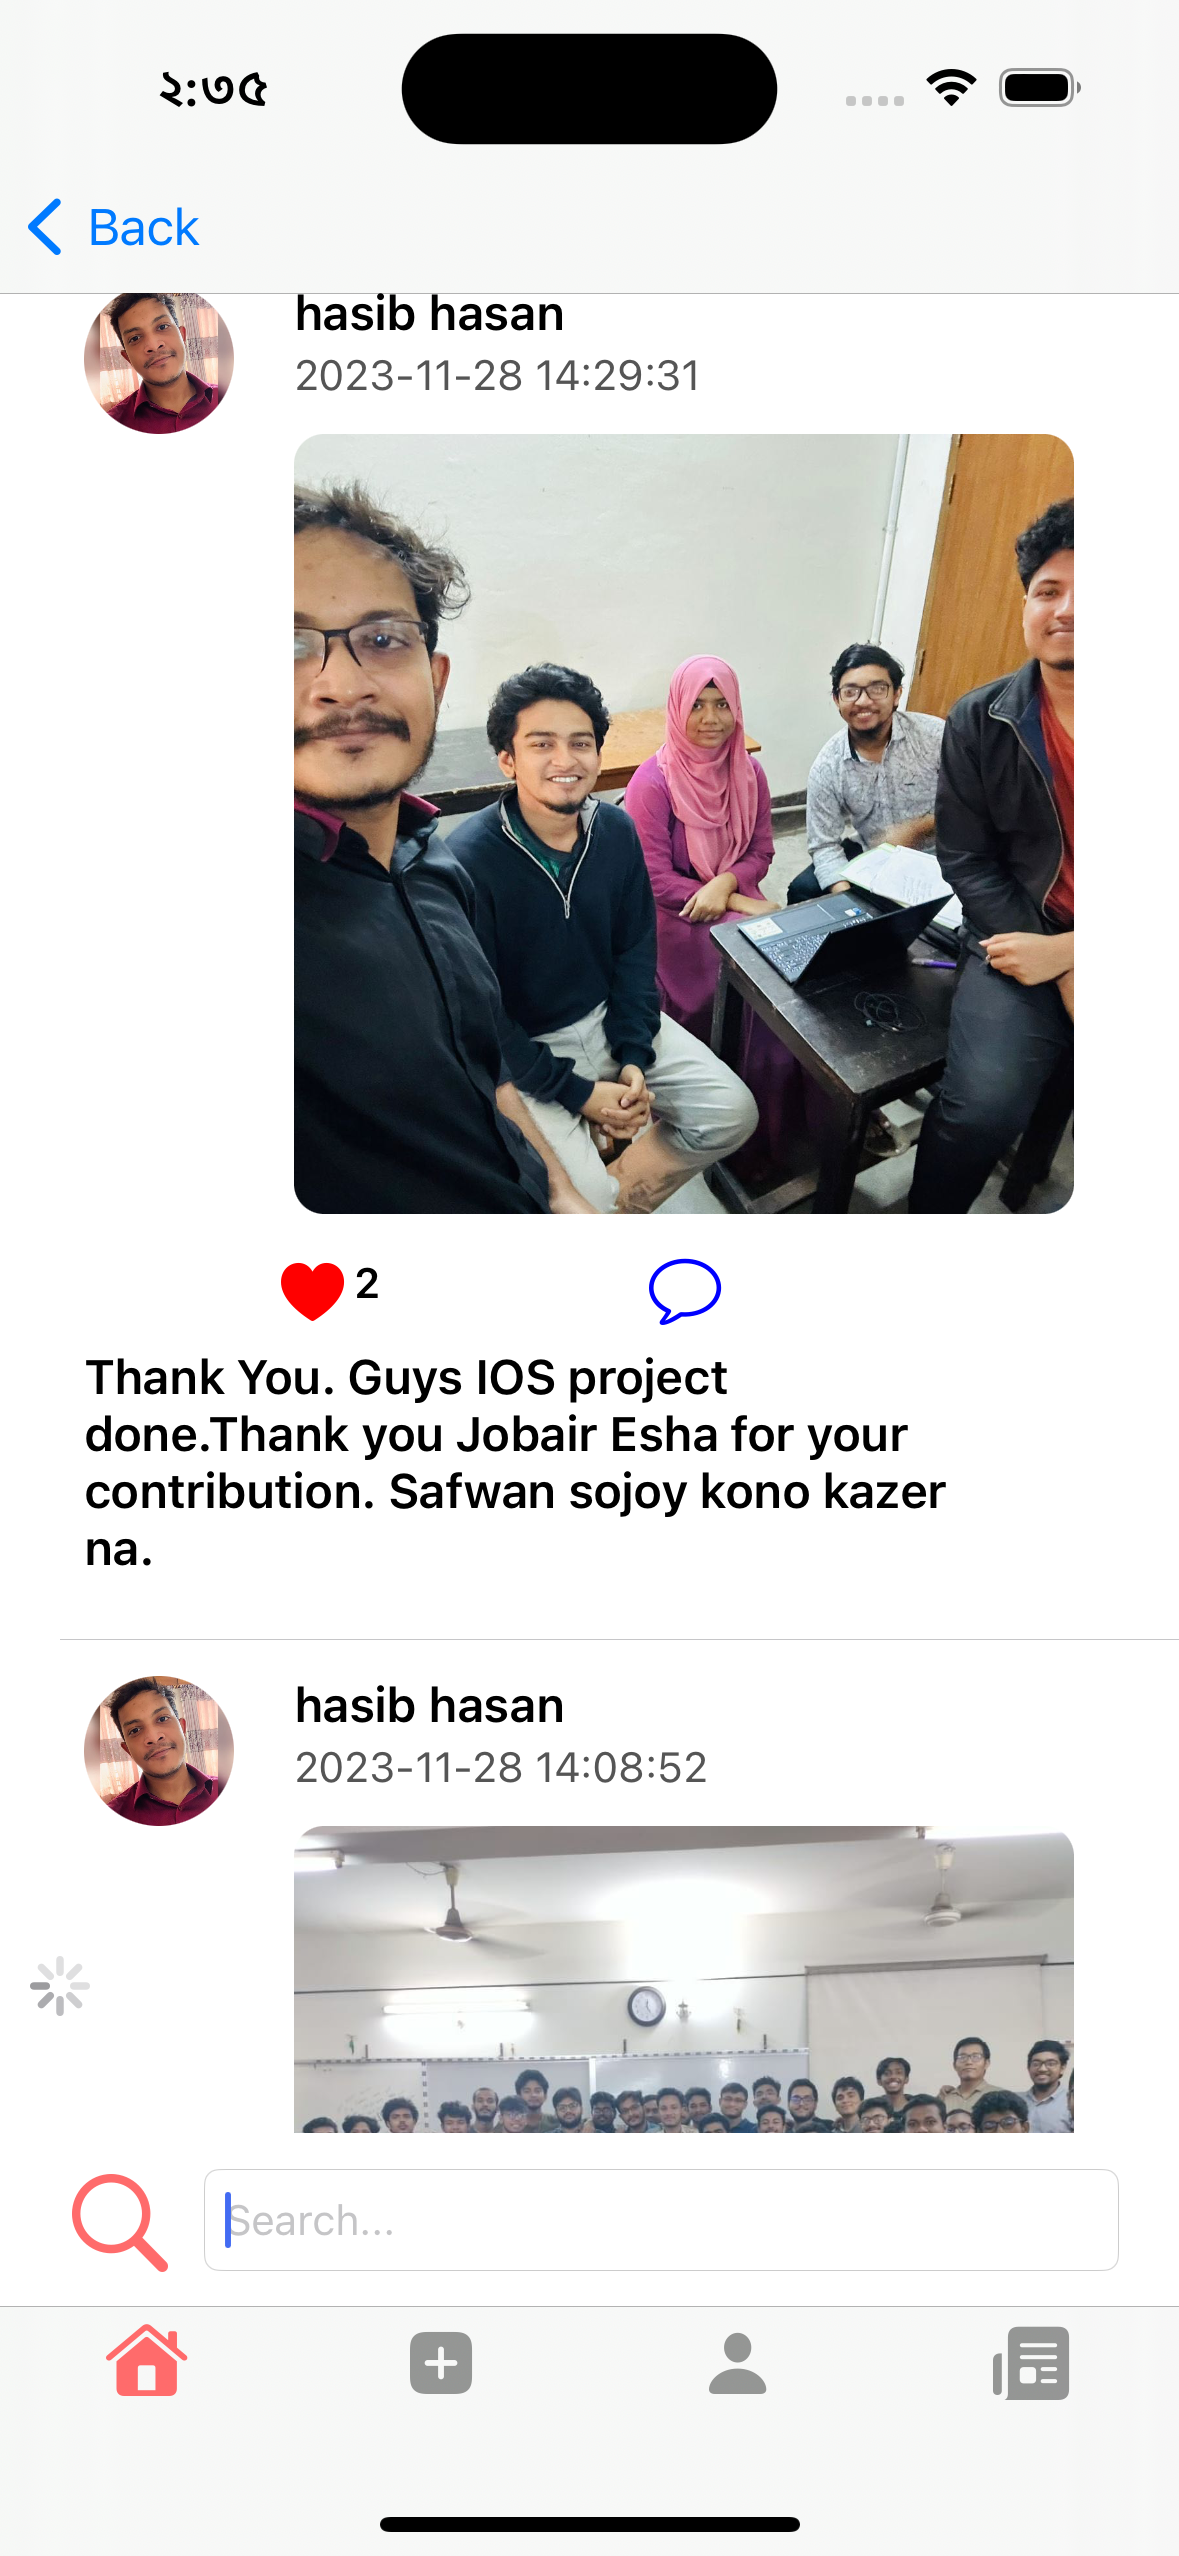 ২:৩৫
Back
hasib hasan
2023-11-28 14:29:31
2
Thank You. Guys IOS project
done.Thank you Jobair Esha for your
contribution. Safwan sojoy kono kazer
na.
hasib hasan
2023-11-28 14:08:52
Search...